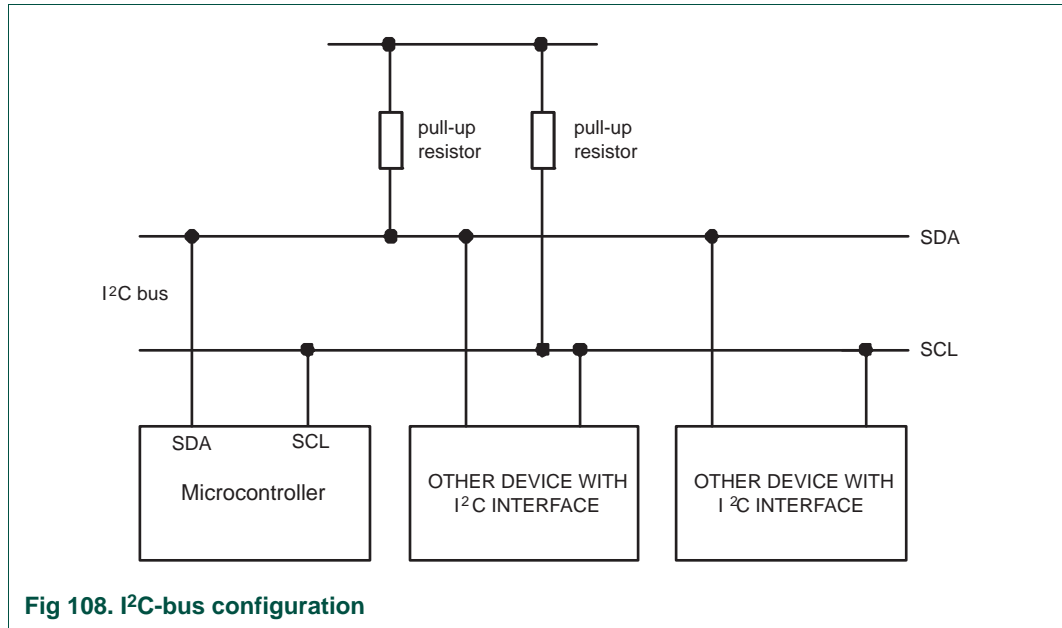 pull-up
resistor
pull-up
resistor
SDA
I²C bus
SCL
SDA
SCL
Microcontroller
OTHER DEVICE WITH
I²C INTERFACE
OTHER DEVICE WITH
I²C INTERFACE
Fig 108. I²C-bus configuration